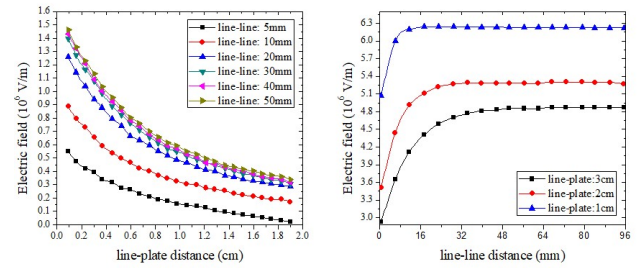 Electric field (10⁶ V/m)
1.6
1.5
1.4
1.3
1.2
1.1
1.0
0.9
0.8
0.7
0.6
0.5
0.4
0.3
0.2
0.1
0.0
line-line: 5mm
line-line: 10mm
line-line: 20mm
line-line: 30mm
line-line: 40mm
line-line: 50mm
0.0 0.2 0.4 0.6 0.8 1.0 1.2 1.4 1.6 1.8 2.0
line-plate distance (cm)
Electric field (10⁶ V/m)
6.3
6.0
5.7
5.4
5.1
4.8
4.5
4.2
3.9
3.6
3.3
3.0
line-plate:3cm
line-plate:2cm
line-plate:1cm
0 16 32 48 64 80 96
line-line distance (mm)